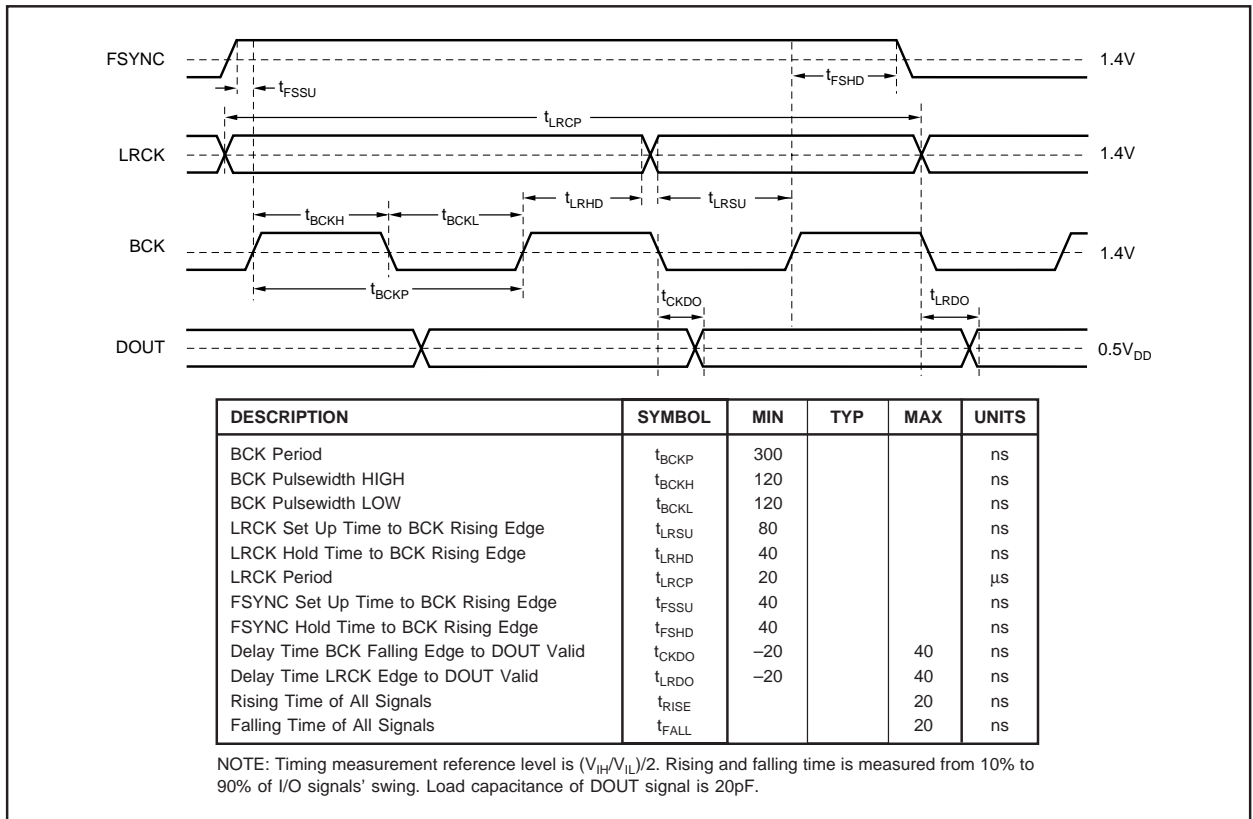 FSYNC
1.4V
tFSSU
tFSHD
tLRCP
LRCK
1.4V
tLRHD
tLRSU
tBCKH
tBCKL
BCK
1.4V
tBCKP
tCKDO
tLRDO
DOUT
0.5VDD
DESCRIPTION SYMBOL MIN TYP MAX UNITS
BCK Period tBCKP 300 ns
BCK Pulsewidth HIGH tBCKH 120 ns
BCK Pulsewidth LOW tBCKL 120 ns
LRCK Set Up Time to BCK Rising Edge tLRSU 80 ns
LRCK Hold Time to BCK Rising Edge tLRHD 40 ns
LRCK Period tLRCP 20 μs
FSYNC Set Up Time to BCK Rising Edge tFSSU 40 ns
FSYNC Hold Time to BCK Rising Edge tFSHD 40 ns
Delay Time BCK Falling Edge to DOUT Valid tCKDO –20 40 ns
Delay Time LRCK Edge to DOUT Valid tLRDO –20 40 ns
Rising Time of All Signals tRISE 20 ns
Falling Time of All Signals tFALL 20 ns
NOTE: Timing measurement reference level is (VIH/VIL)/2. Rising and falling time is measured from 10% to
90% of I/O signals’ swing. Load capacitance of DOUT signal is 20pF.